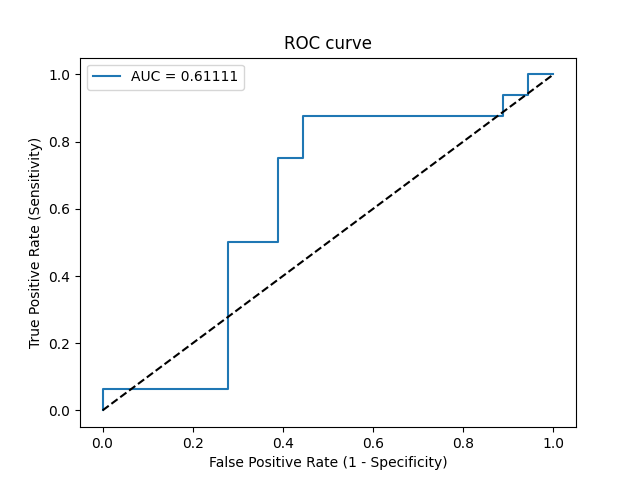 ROC curve
AUC = 0.61111
True Positive Rate (Sensitivity)
1.0
0.8
0.6
0.4
0.2
0.0
0.0 0.2 0.4 0.6 0.8 1.0
False Positive Rate (1 - Specificity)